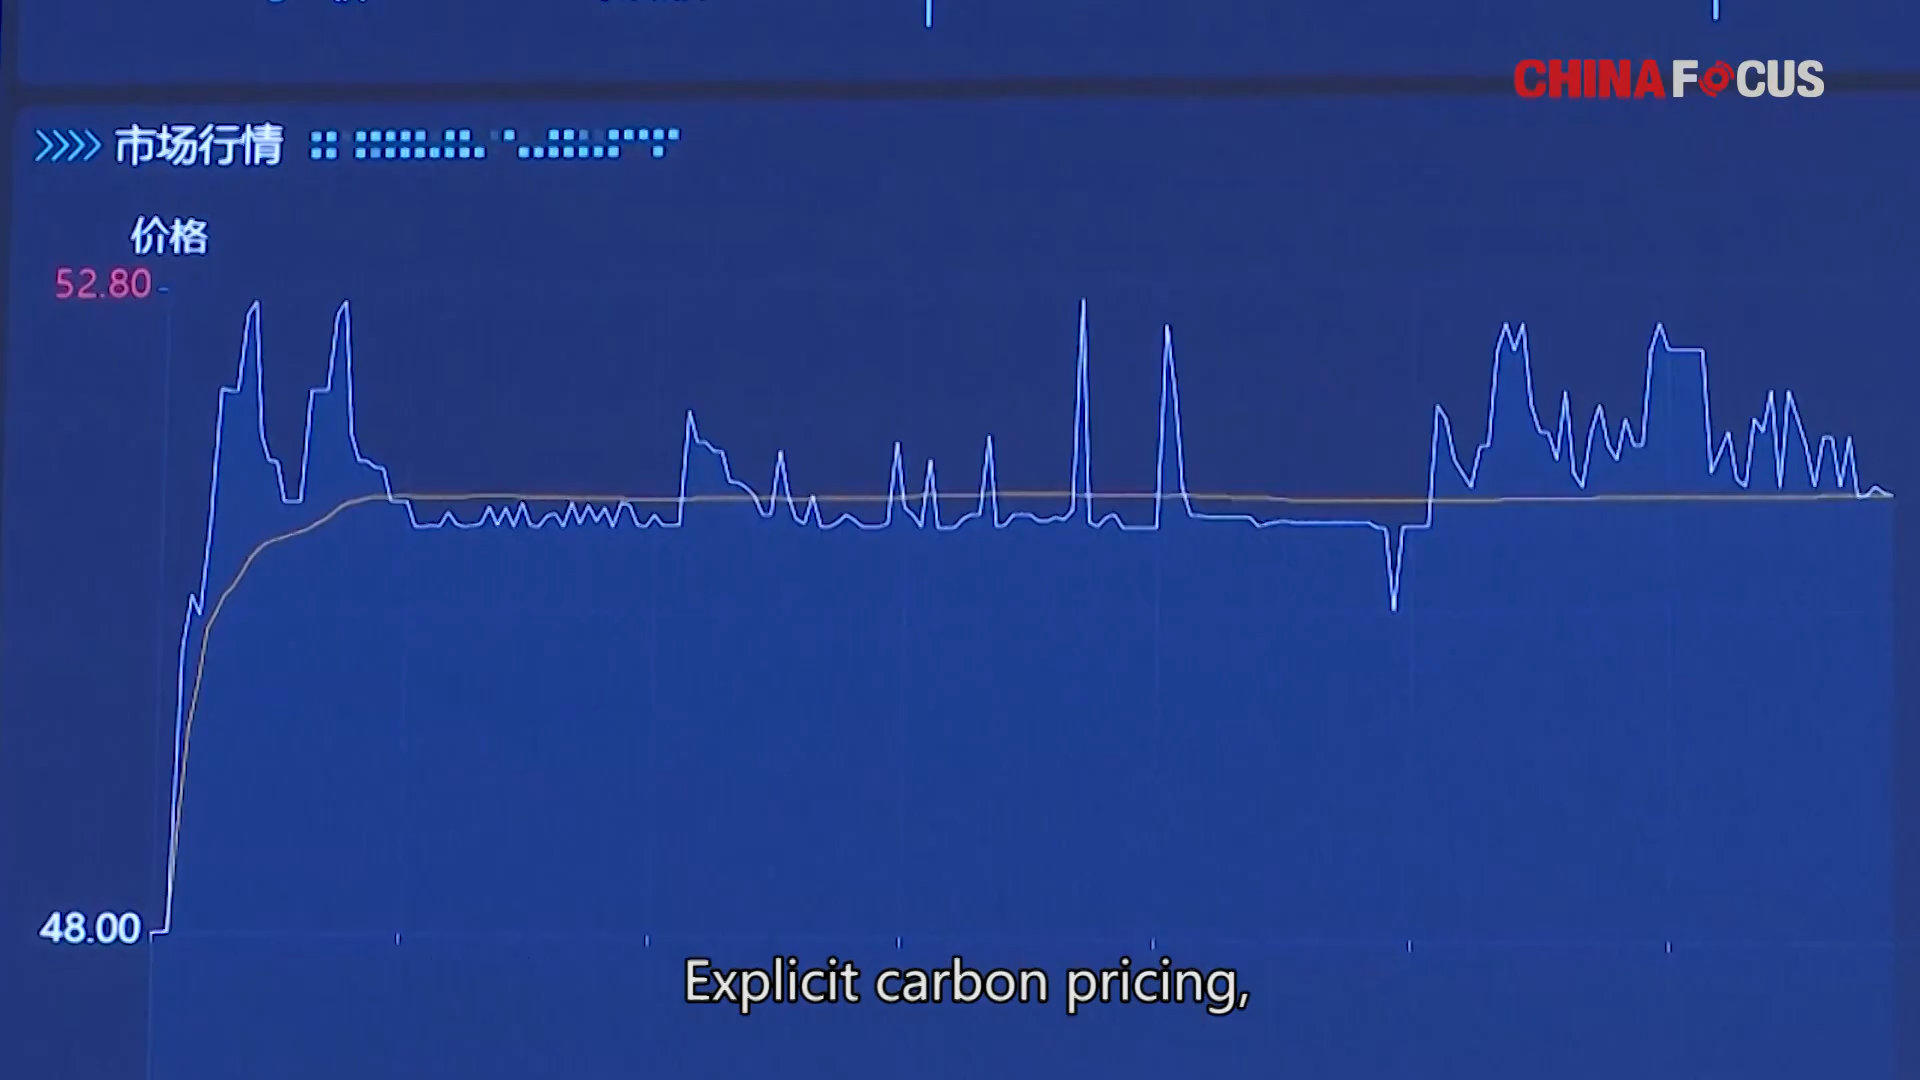 CHINA FOCUS
市场行情
价格
52.80
48.00
Explicit carbon pricing,